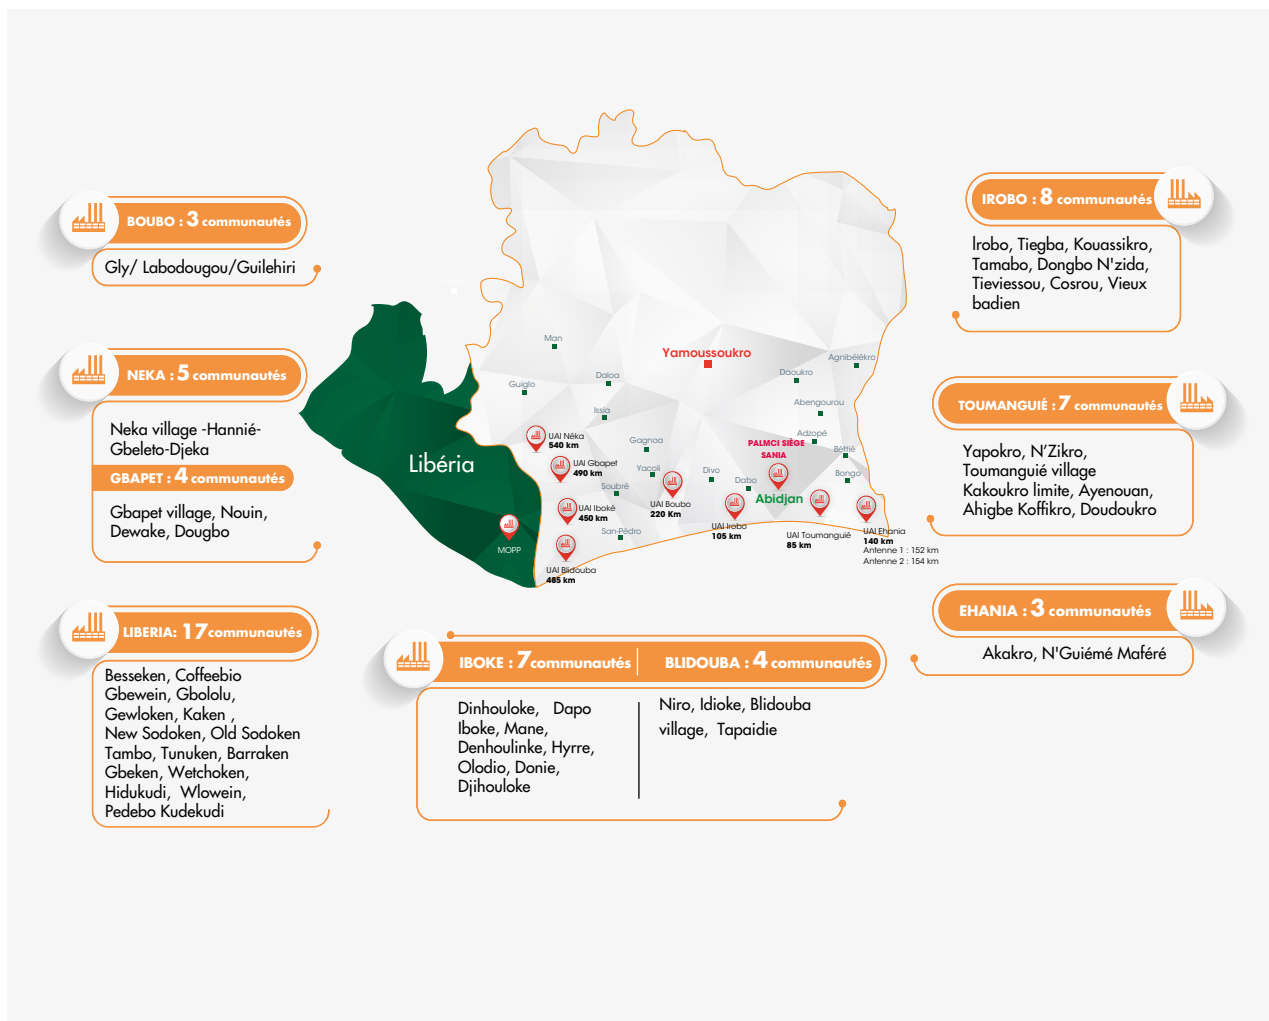 BOUBO : 3 communautés
Gly/ Labodougou/Guilehiri
NEKA : 5 communautés
Neka village -Hannié-
Gbeleto-Djeka
GBAPET : 4 communautés
Gbapet village, Nouin,
Dewake, Dougbo
LIBERIA: 17 communautés
Besseken, Coffeebio
Gbewein, Gbololu,
Gewloken, Kaken ,
New Sodoken, Old Sodoken
Tambo, Tunuken, Barraken
Gbeken, Wetchoken,
Hidukudi, Wlowein,
Pedebo Kudekudi
Man
Yamoussoukro
Agnibélékro
Guiglo
Daloa
Daoukro
Issia
Abengourou
UAI Néka
540 km
Gagnoa
PALMCI SIÈGE
SANIA
Adzopé
Béttié
UAI Gbapet
490 km
Yacoli
Divo
Bongo
Libéria
Soubré
Dabo
Abidjan
UAI Iboké
450 km
UAI Boubo
220 Km
UAI Irobo
105 km
San-Pédro
UAI Toumanguié
85 km
UAI Ehania
140 km
Antenne 1 : 152 km
Antenne 2 : 154 km
MOPP
UAI Blidouba
485 km
IROBO : 8 communautés
Irobo, Tiegba, Kouassikro,
Tamabo, Dongbo N'zida,
Tieviessou, Cosrou, Vieux
badien
TOUMANGUIÉ : 7 communautés
Yapokro, N’Zikro,
Toumanguié village
Kakoukro limite, Ayenouan,
Ahigbe Koffikro, Doudoukro
EHANIA : 3 communautés
Akakro, N'Guiémé Maféré
IBOKE : 7 communautés
Dinhouloke, Dapo
Iboke, Mane,
Denhoulinke, Hyrre,
Olodio, Donie,
Djihouloke
BLIDOUBA : 4 communautés
Niro, Idioke, Blidouba
village, Tapaidie